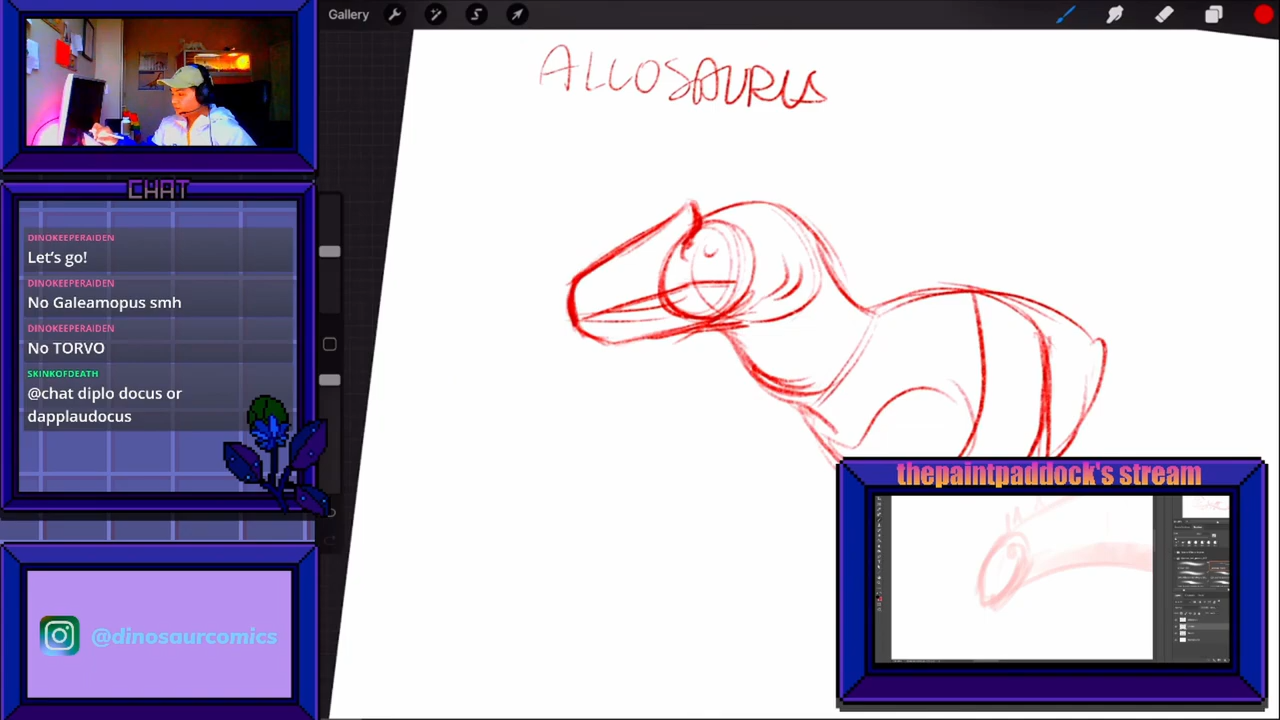 Gallery
ALLOSAURUS
CHAT
DINOKEEPERAIDEN
Let's go!
DINOKEEPERAIDEN
No Galeamopus smh
DINOKEEPERAIDEN
No TORVO
SKINKOFDEATH
@chat diplo docus or
dapplaudocus
thepaintpaddock's stream
@dinosaurcomics